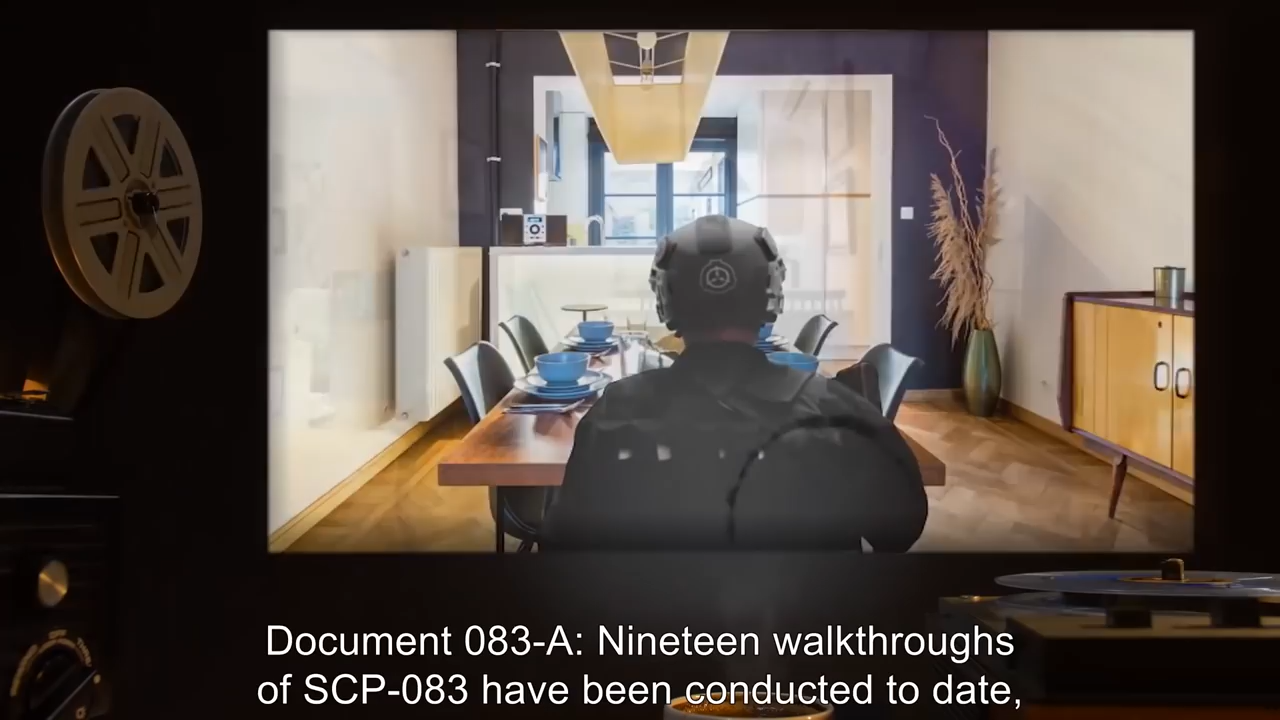 Document 083-A: Nineteen walkthroughs
of SCP-083 have been conducted to date,